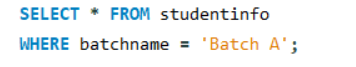 SELECT * FROM studentinfo
WHERE batchname = 'Batch A';